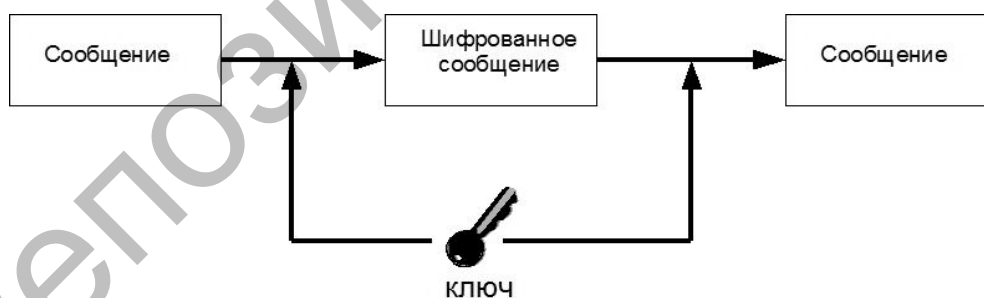 Сообщение
Шифрованное
сообщение
Сообщение
ключ